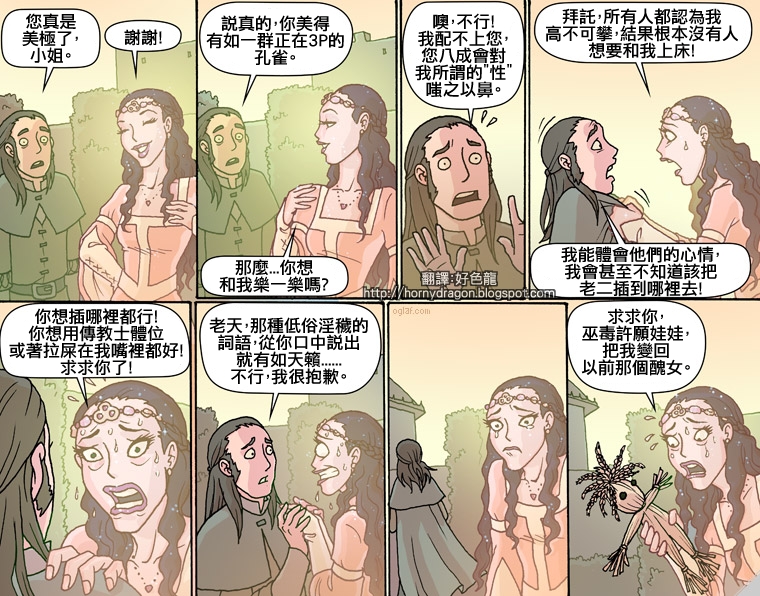 您真是
美極了，
小姐。
謝謝！
說真的，你美得
有如一群正在3P的
孔雀。
那麼...你想
和我樂一樂嗎？
噢，不行！
我配不上您，
您八成會對
我所謂的"性"
嗤之以鼻。
拜託，所有人都認為我
高不可攀，結果根本沒有人
想要和我上床！
我能體會他們的心情，
我會甚至不知道該把
老二插到哪裡去！
翻譯：好色龍
http://hornydragon.blogspot.com
你想插哪裡都行！
你想用傳教士體位
或著拉屎在我嘴裡都好！
求求你了！
老天，那種低俗淫穢的
詞語，從你口中說出
就有如天籟......
不行，我很抱歉。
oglaf.com
求求你，
巫毒許願娃娃，
把我變回
以前那個醜女。